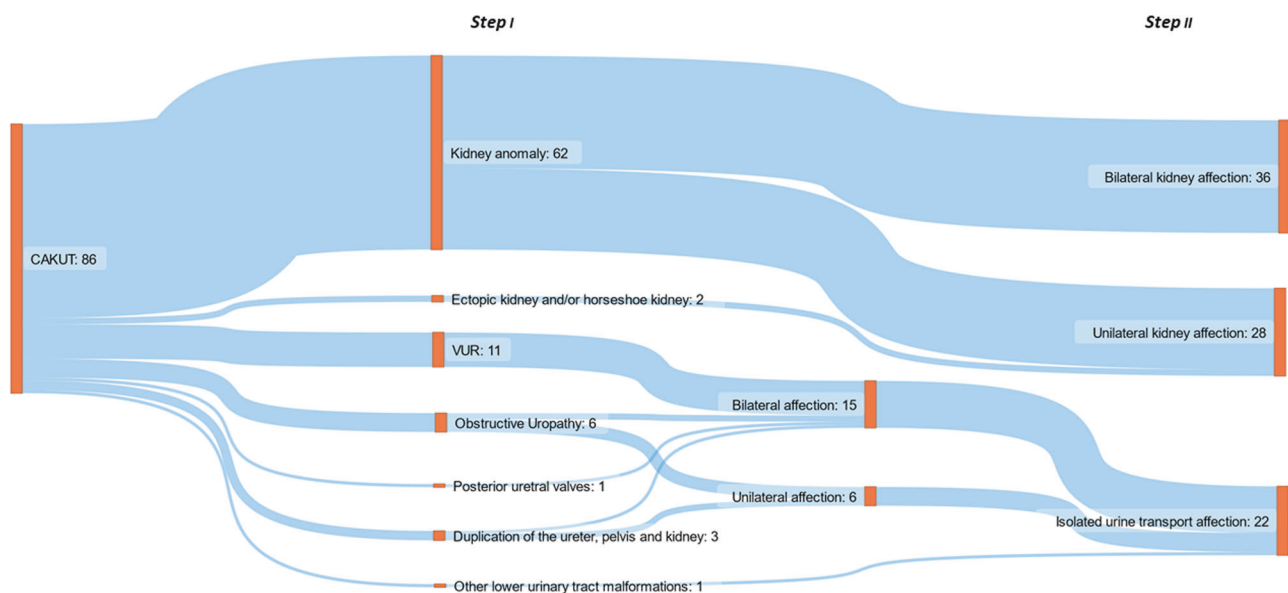 Step I
Step II
Kidney anomaly: 62
Bilateral kidney affection: 36
CAKUT: 86
Ectopic kidney and/or horseshoe kidney: 2
Unilateral kidney affection: 28
VUR: 11
Bilateral affection: 15
Obstructive Uropathy: 6
Posterior uretral valves: 1
Unilateral affection: 6
Isolated urine transport affection: 22
Duplication of the ureter, pelvis and kidney: 3
Other lower urinary tract malformations: 1